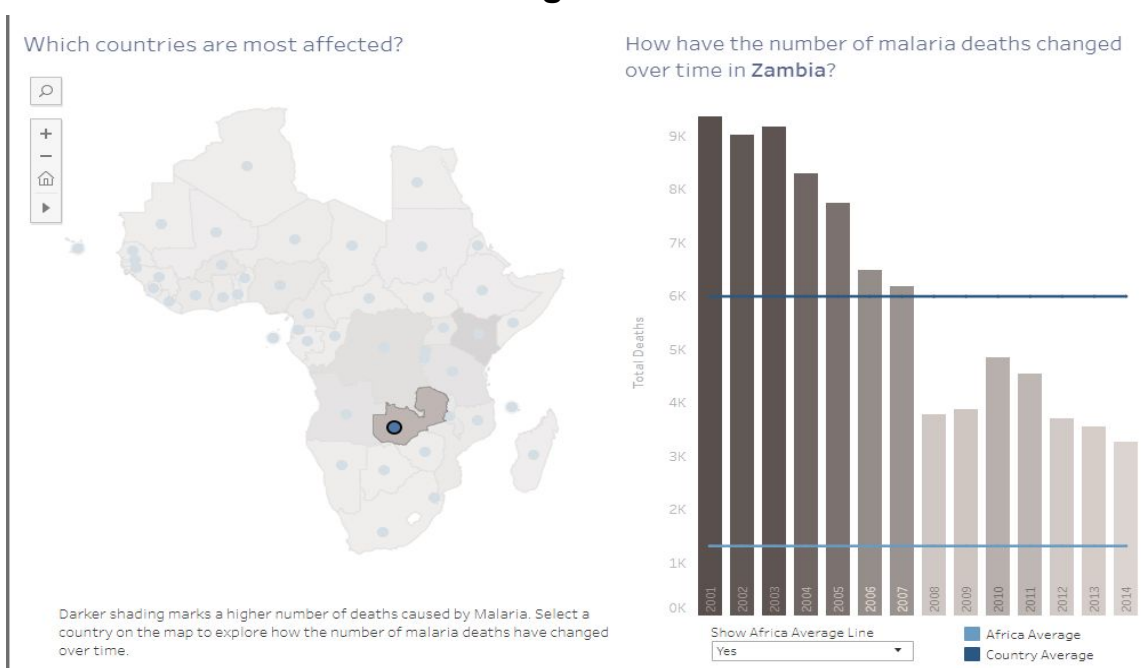 Which countries are most affected?
Darker shading marks a higher number of deaths caused by Malaria. Select a
country on the map to explore how the number of malaria deaths have changed
over time.
How have the number of malaria deaths changed
over time in Zambia?
Total Deaths
9K
8K
7K
6K
5K
4K
3K
2K
1K
0K
2001 2002 2003 2004 2005 2006 2007 2008 2009 2010 2011 2012 2013 2014
Show Africa Average Line
Yes
Africa Average
Country Average